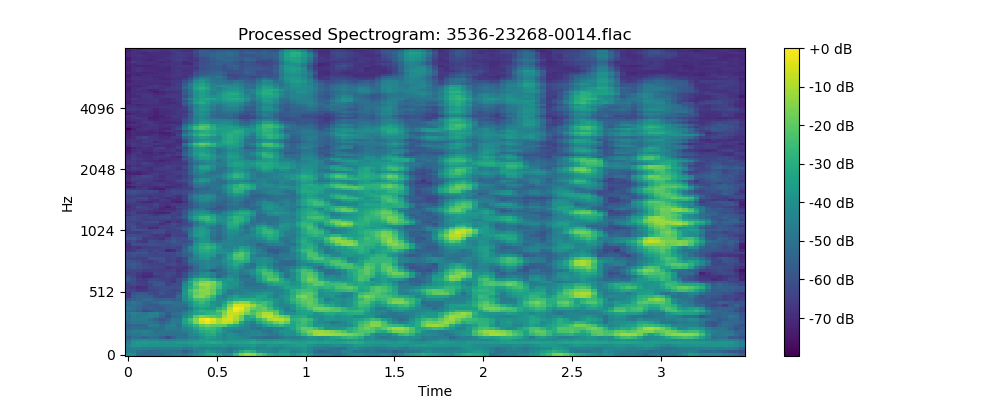 Processed Spectrogram: 3536-23268-0014.flac
+0 dB
-10 dB
4096
-20 dB
2048
-30 dB
Hz
-40 dB
1024
-50 dB
512
-60 dB
-70 dB
0
0 0.5 1 1.5 2 2.5 3
Time